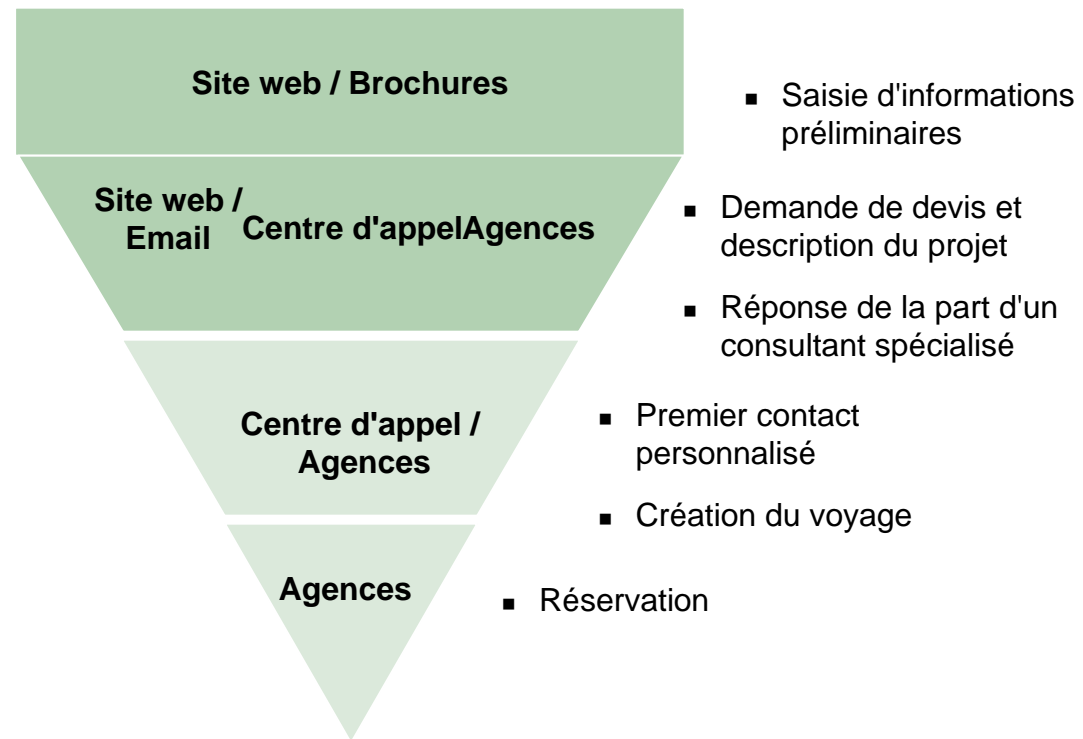 Site web / Brochures
■ Saisie d'informations
préliminaires
Site web /
Email
Centre d'appelAgences
■ Demande de devis et
description du projet
■ Réponse de la part d'un
consultant spécialisé
Centre d'appel /
Agences
■ Premier contact
personnalisé
■ Création du voyage
Agences
■ Réservation